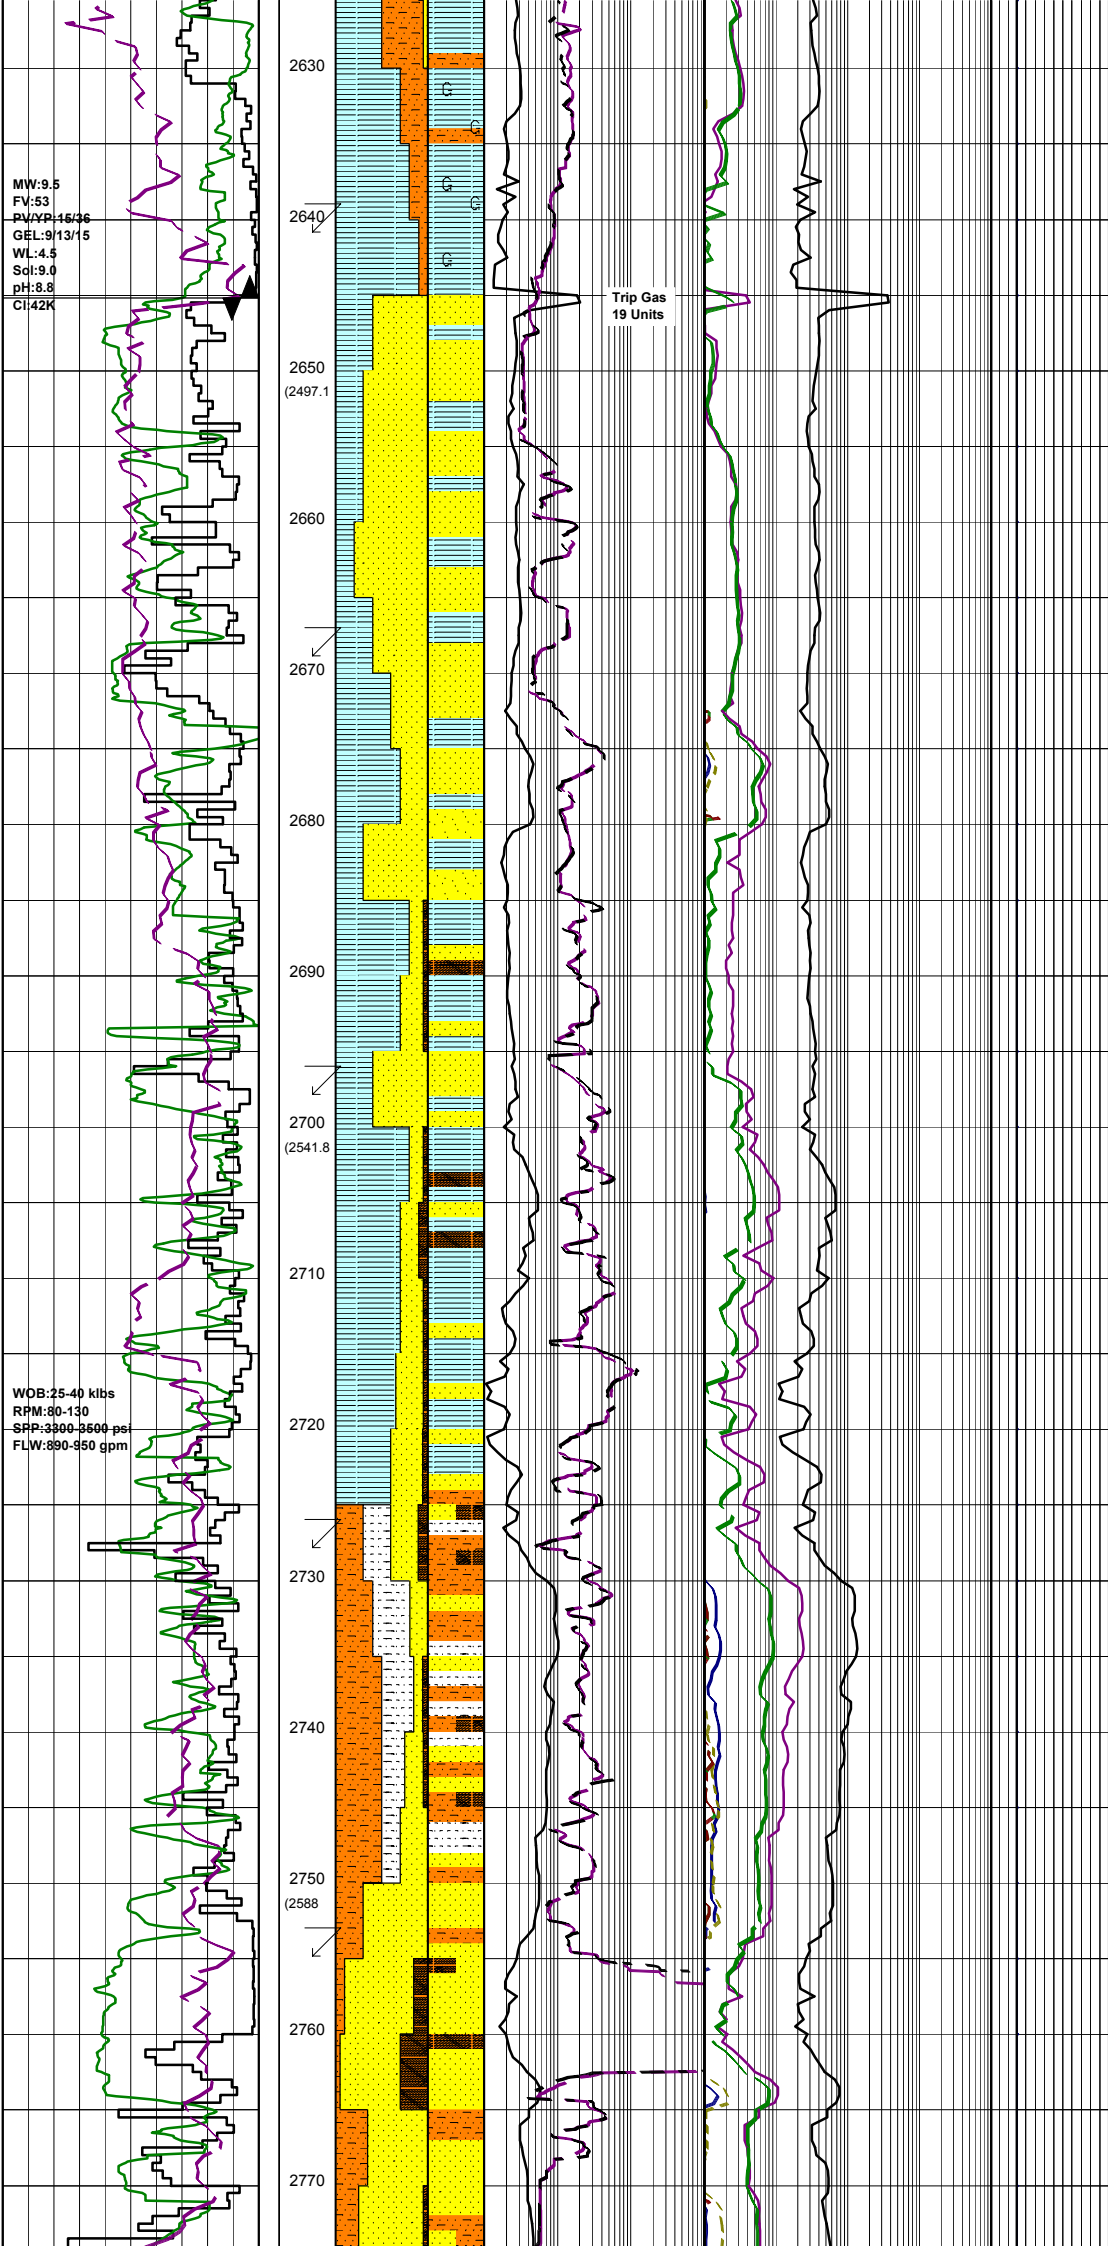 2630
G
G
MW:9.5
FV:53
PV/YP:15/36
GEL:9/13/15
WL:4.5
Sol:9.0
pH:8.8
Cl:42K
G
G
2640
G
Trip Gas
19 Units
2650
(2497.1
2660
2670
2680
2690
2700
(2541.8
2710
WOB:25-40 klbs
RPM:80-130
SPP:3300-3500 psi
FLW:890-950 gpm
2720
2730
2740
2750
(2588
2760
2770